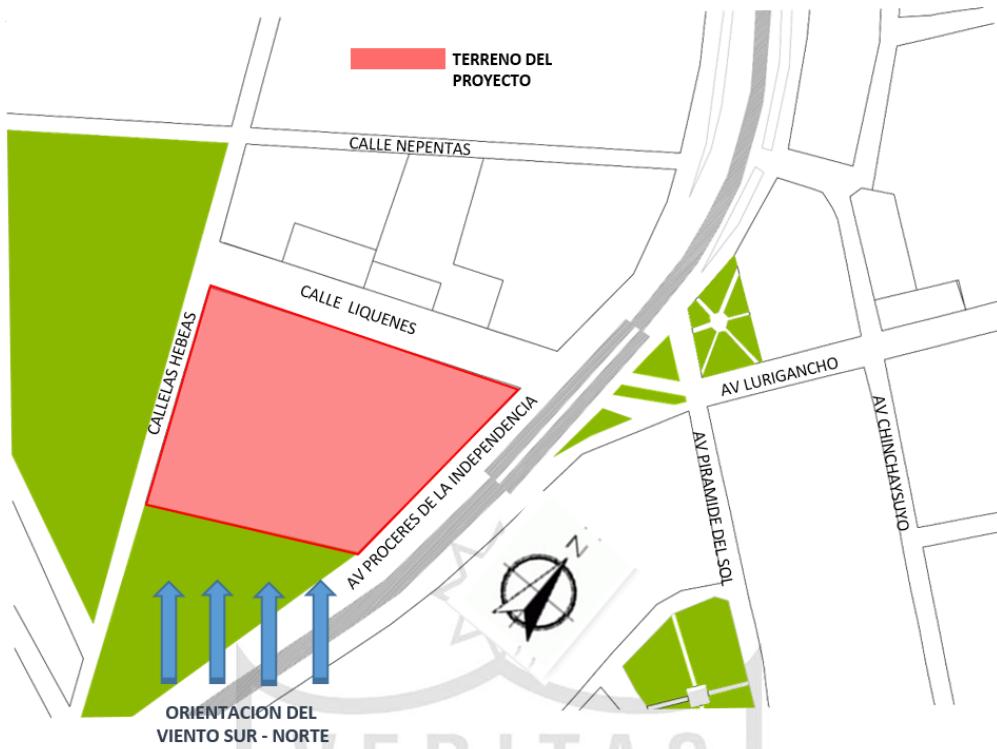 TERRENO DEL
PROYECTO
CALLE NEPENTAS
CALLE LIQUENES
CALLELAS HEBEAS
AV LURIGANCHO
AV PROCERES DE LA INDEPENDENCIA
AV PIRAMIDE DEL SOL
AV CHINCHAYSUYO
N
ORIENTACION DEL
VIENTO SUR - NORTE
VERITAS